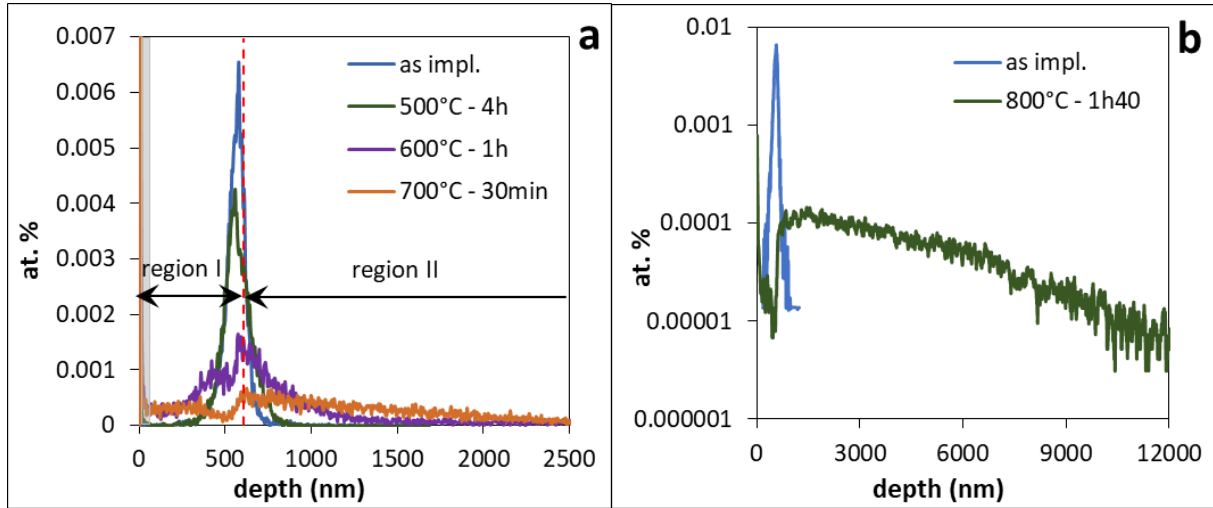 a
0.007
0.006
0.005
0.004
0.003
0.002
0.001
0
at. %
as impl.
500°C - 4h
600°C - 1h
700°C - 30min
region I
region II
0
500
1000
1500
2000
2500
depth (nm)
b
0.01
0.001
0.0001
0.00001
0.000001
at. %
as impl.
800°C - 1h40
0
3000
6000
9000
12000
depth (nm)